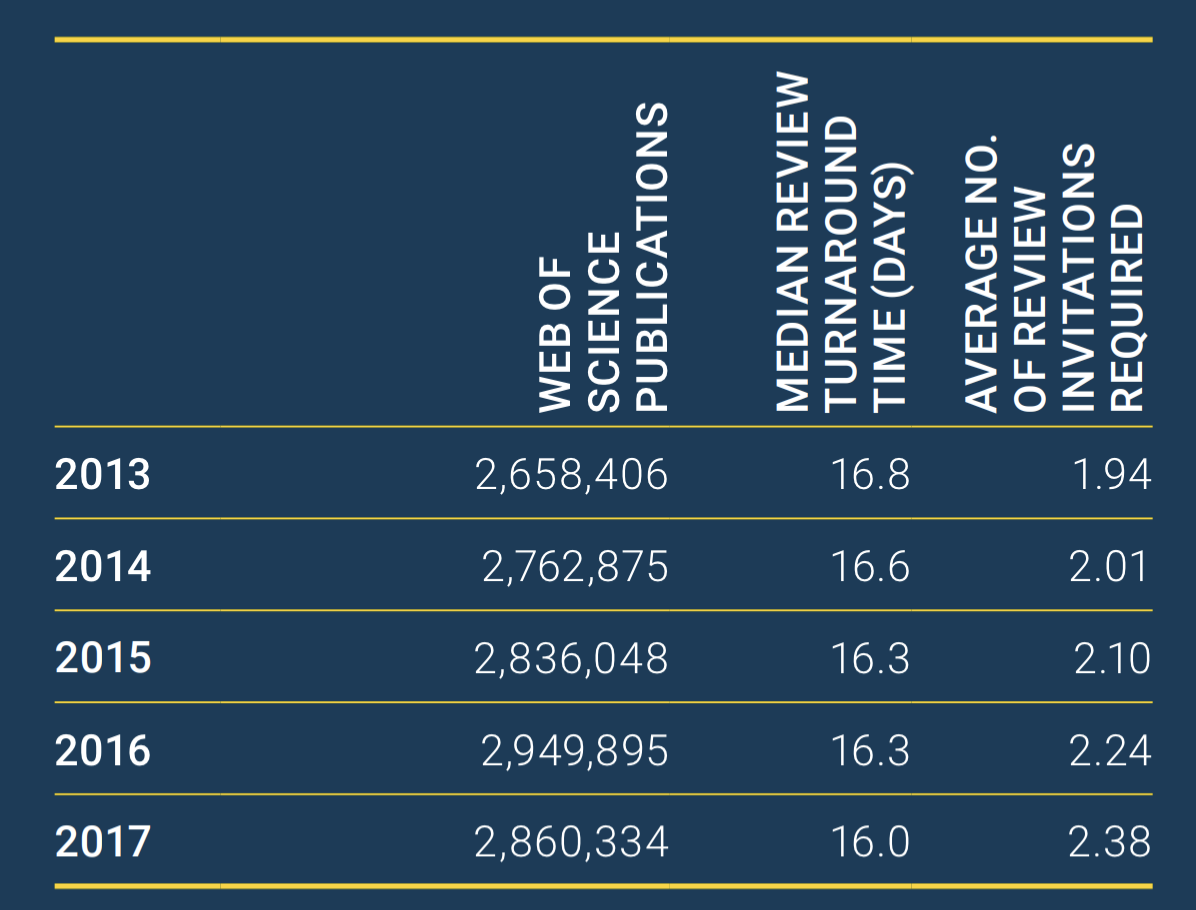 WEB OF
SCIENCE
PUBLICATIONS
MEDIAN REVIEW
TURNAROUND
TIME (DAYS)
AVERAGE NO.
OF REVIEW
INVITATIONS
REQUIRED
2013 2,658,406 16.8 1.94
2014 2,762,875 16.6 2.01
2015 2,836,048 16.3 2.10
2016 2,949,895 16.3 2.24
2017 2,860,334 16.0 2.38